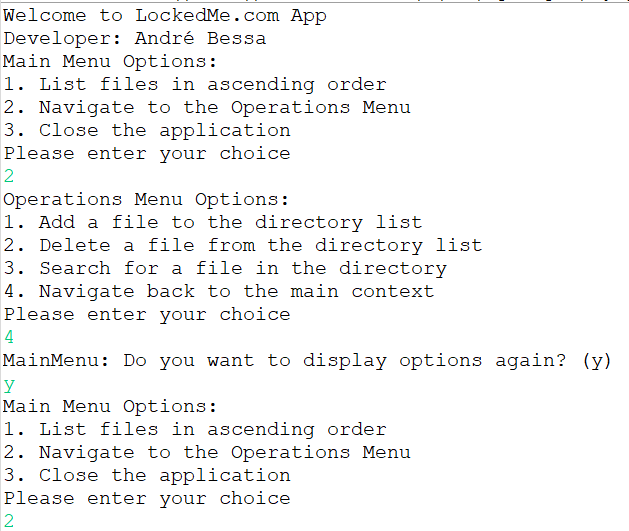 Welcome to LockedMe.com App
Developer: André Bessa
Main Menu Options:
1. List files in ascending order
2. Navigate to the Operations Menu
3. Close the application
Please enter your choice
2
Operations Menu Options:
1. Add a file to the directory list
2. Delete a file from the directory list
3. Search for a file in the directory
4. Navigate back to the main context
Please enter your choice
4
MainMenu: Do you want to display options again? (y)
y
Main Menu Options:
1. List files in ascending order
2. Navigate to the Operations Menu
3. Close the application
Please enter your choice
2